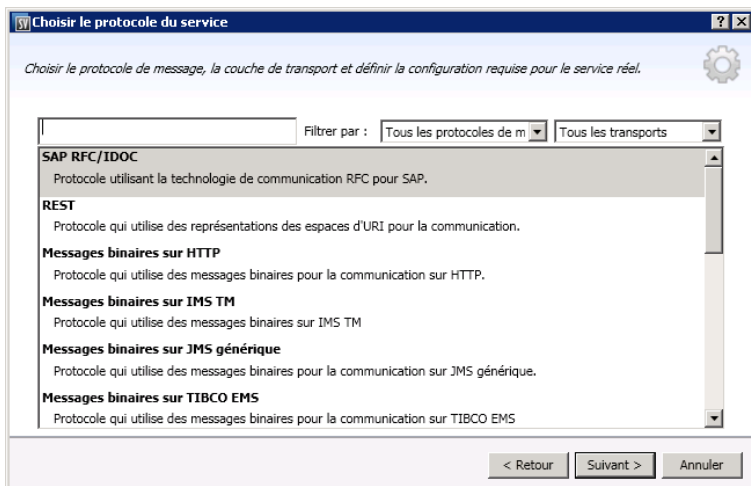 SV Choisir le protocole du service ? X
Choisir le protocole de message, la couche de transport et définir la configuration requise pour le service réel.
Filtrer par : Tous les protocoles de m Tous les transports
SAP RFC/IDOC
Protocole utilisant la technologie de communication RFC pour SAP.
REST
Protocole qui utilise des représentations des espaces d'URI pour la communication.
Messages binaires sur HTTP
Protocole qui utilise des messages binaires pour la communication sur HTTP.
Messages binaires sur IMS TM
Protocole qui utilise des messages binaires sur IMS TM
Messages binaires sur JMS générique
Protocole qui utilise des messages binaires pour la communication sur JMS générique.
Messages binaires sur TIBCO EMS
Protocole qui utilise des messages binaires pour la communication sur TIBCO EMS
< Retour Suivant > Annuler